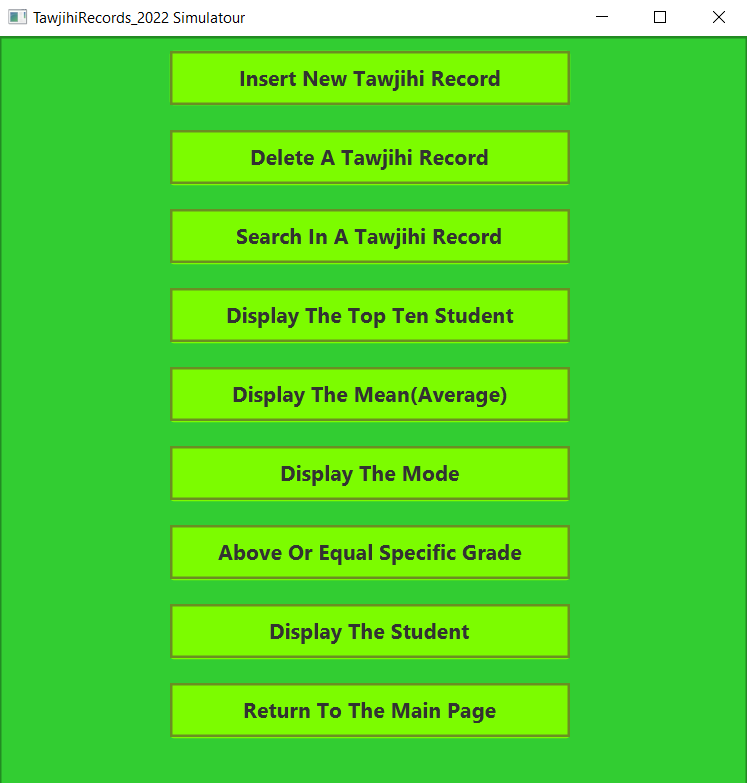 TawjihiRecords_2022 Simulatour
Insert New Tawjihi Record
Delete A Tawjihi Record
Search In A Tawjihi Record
Display The Top Ten Student
Display The Mean(Average)
Display The Mode
Above Or Equal Specific Grade
Display The Student
Return To The Main Page